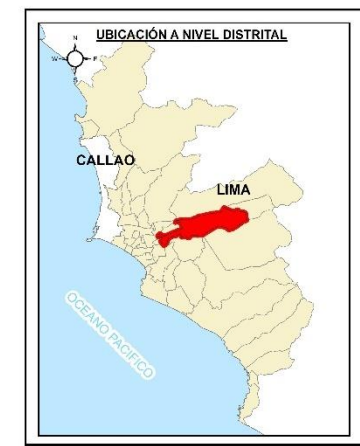 UBICACIÓN A NIVEL DISTRITAL
N
W
E
S
CALLAO
LIMA
OCEANO PACIFICO